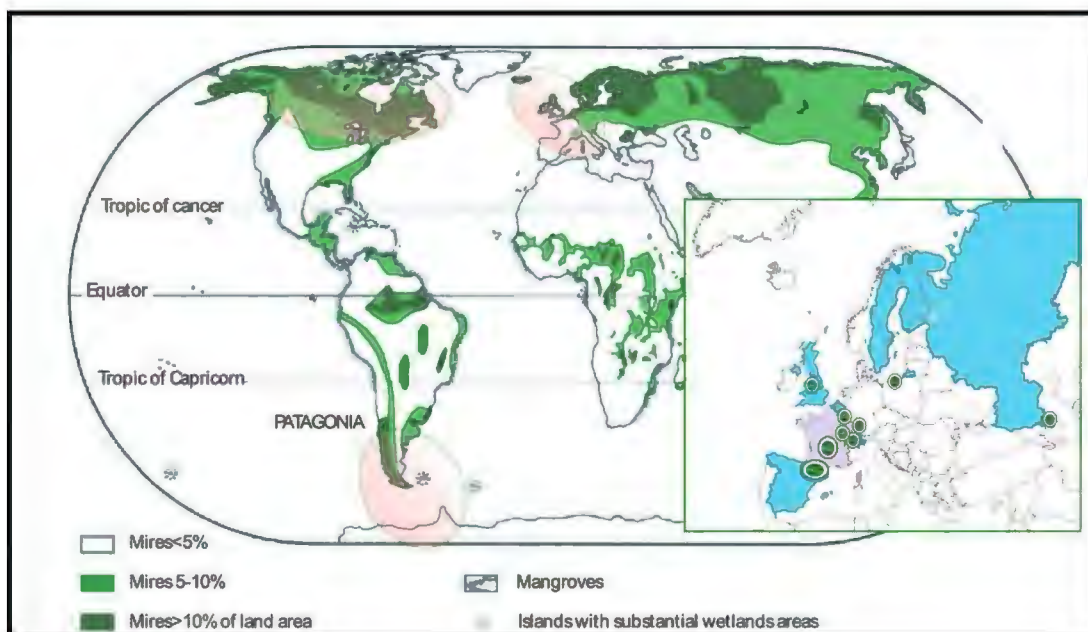 Tropic of cancer
Equator
Tropic of Capricorn
PATAGONIA
Mires<5%
Mires 5-10%
Mangroves
Mires>10% of land area
Islands with substantial wetlands areas